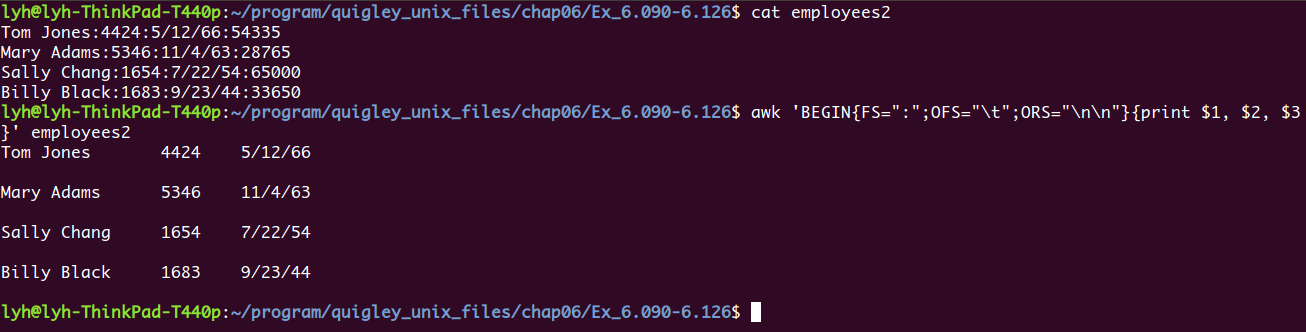 lyh@lyh-ThinkPad-T440p:~/program/quigley_unix_files/chap06/Ex_6.090-6.126$ cat employees2
Tom Jones:4424:5/12/66:54335
Mary Adams:5346:11/4/63:28765
Sally Chang:1654:7/22/54:65000
Billy Black:1683:9/23/44:33650
lyh@lyh-ThinkPad-T440p:~/program/quigley_unix_files/chap06/Ex_6.090-6.126$ awk 'BEGIN{FS=":";OFS="\t";ORS="\n\n"}{print $1, $2, $3
}' employees2
Tom Jones	4424	5/12/66
Mary Adams	5346	11/4/63
Sally Chang	1654	7/22/54
Billy Black	1683	9/23/44
lyh@lyh-ThinkPad-T440p:~/program/quigley_unix_files/chap06/Ex_6.090-6.126$